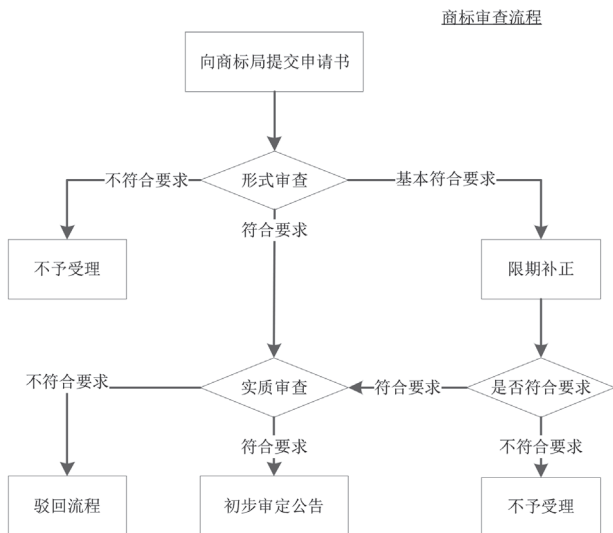 商标审查流程
向商标局提交申请书
不符合要求
形式审查
基本符合要求
符合要求
不予受理
限期补正
不符合要求
实质审查
符合要求
是否符合要求
符合要求
不符合要求
驳回流程
初步审定公告
不予受理